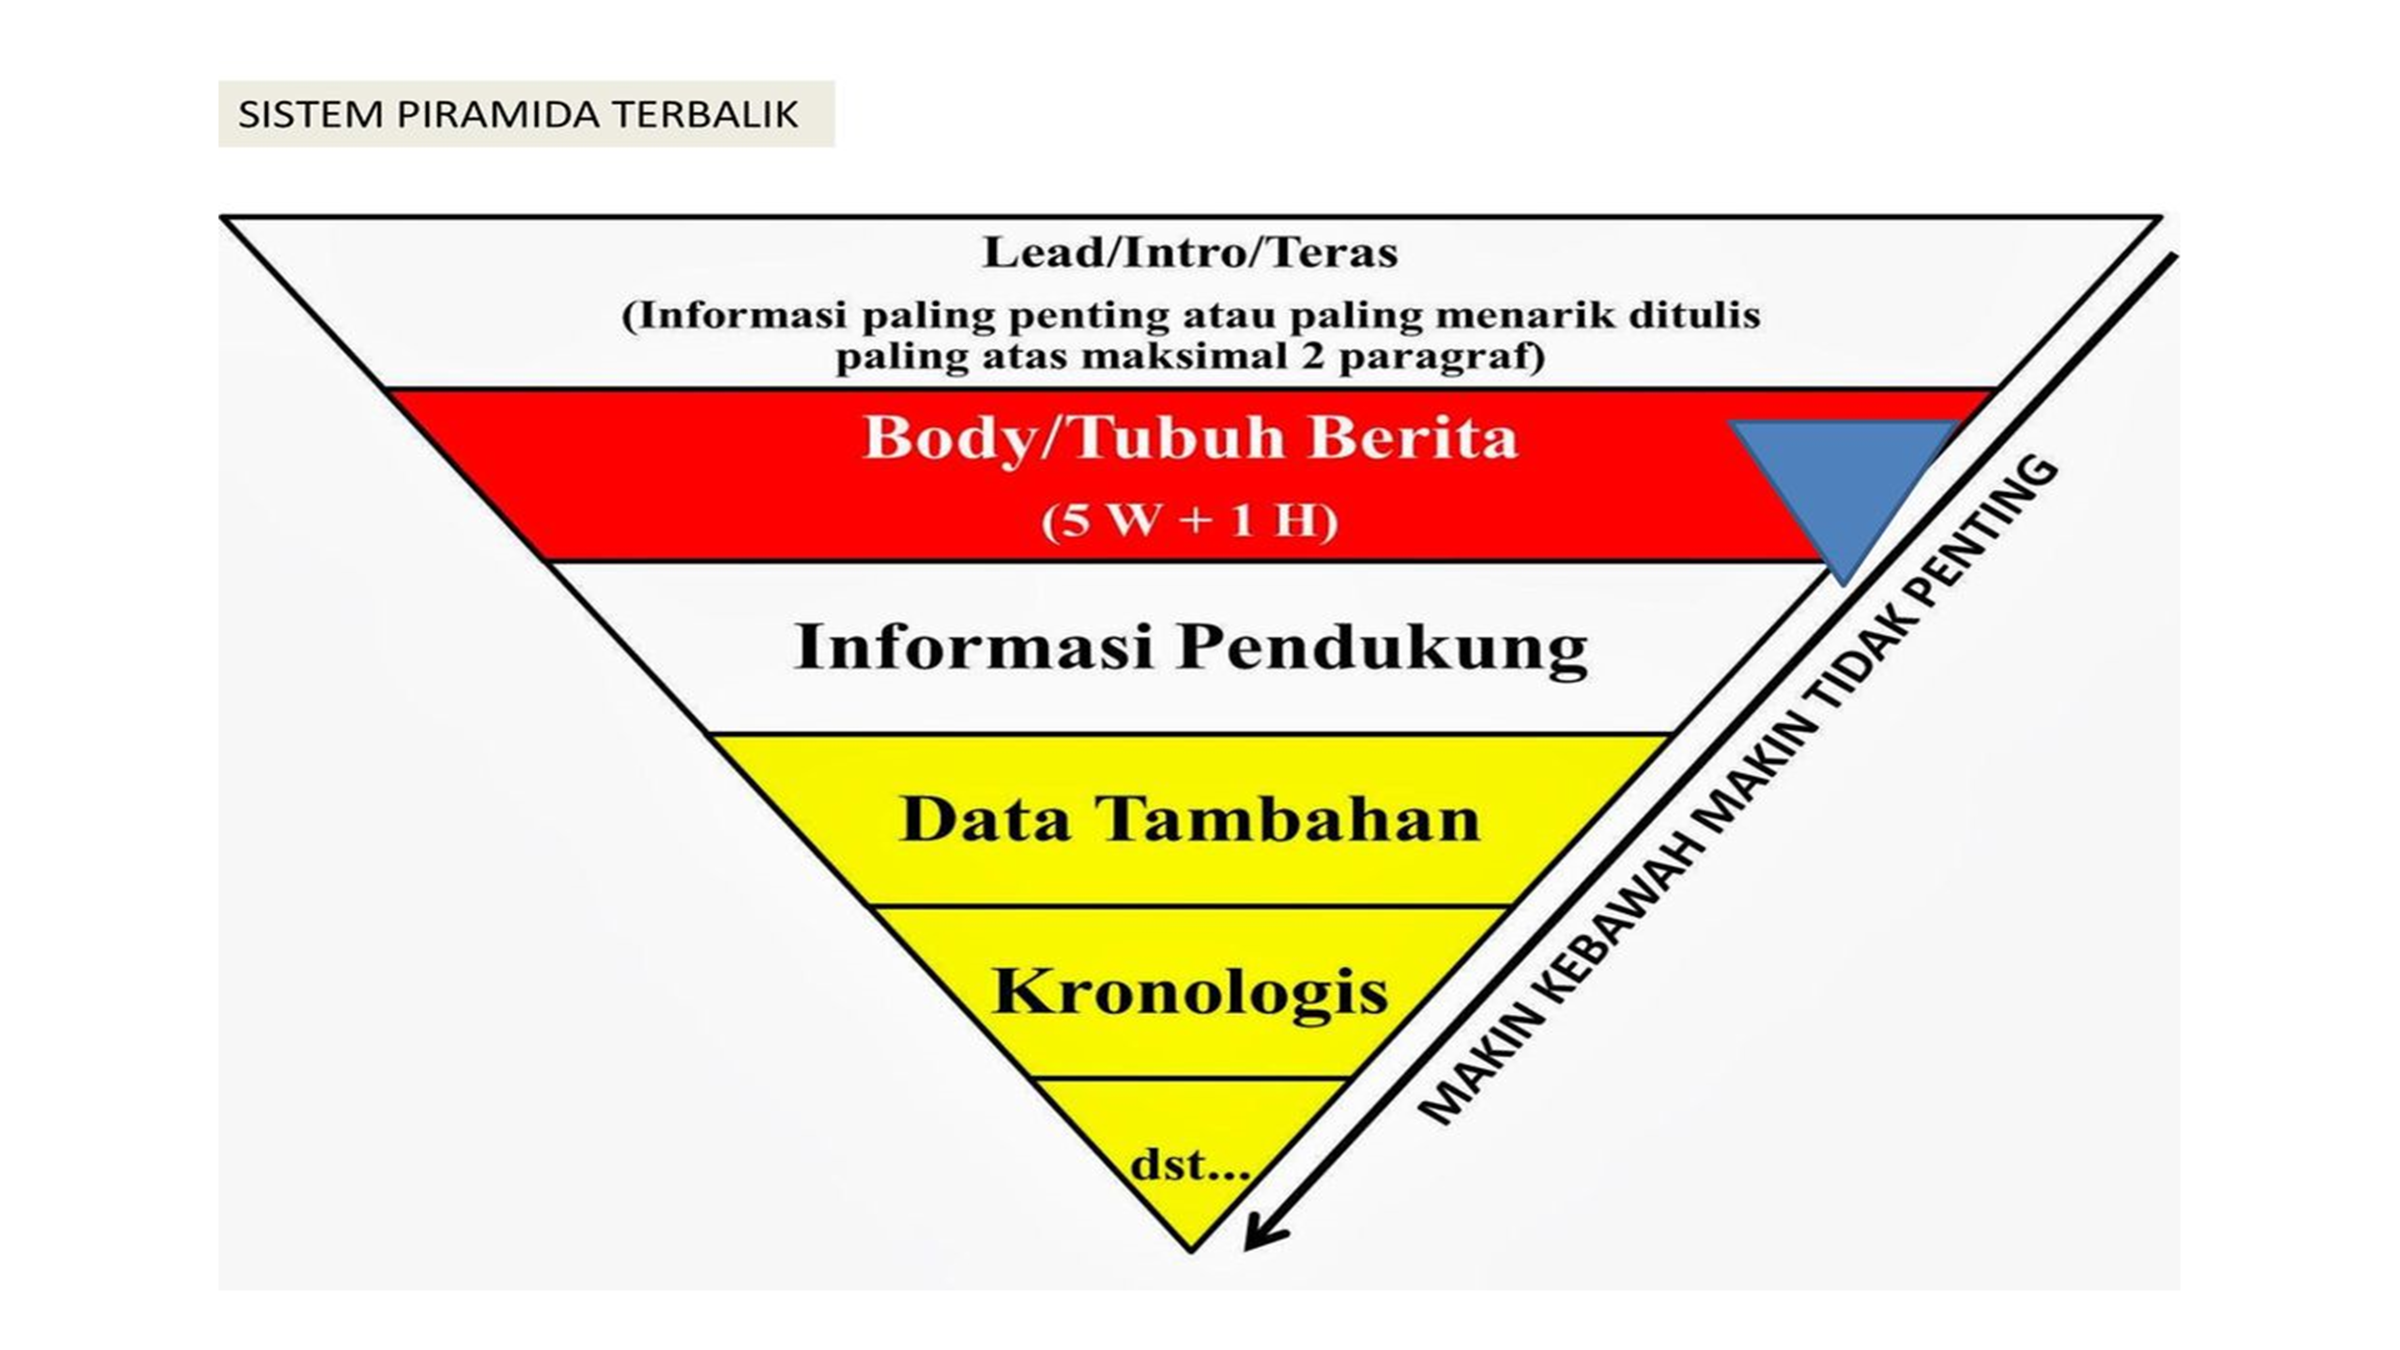 SISTEM PIRAMIDA TERBALIK
Lead/Intro/Teras
(Informasi paling penting atau paling menarik ditulis
paling atas maksimal 2 paragraf)
Body/Tubuh Berita
(5 W + 1 H)
Informasi Pendukung
Data Tambahan
Kronologis
dst...
MAKIN KEBAWAH MAKIN TIDAK PENTING